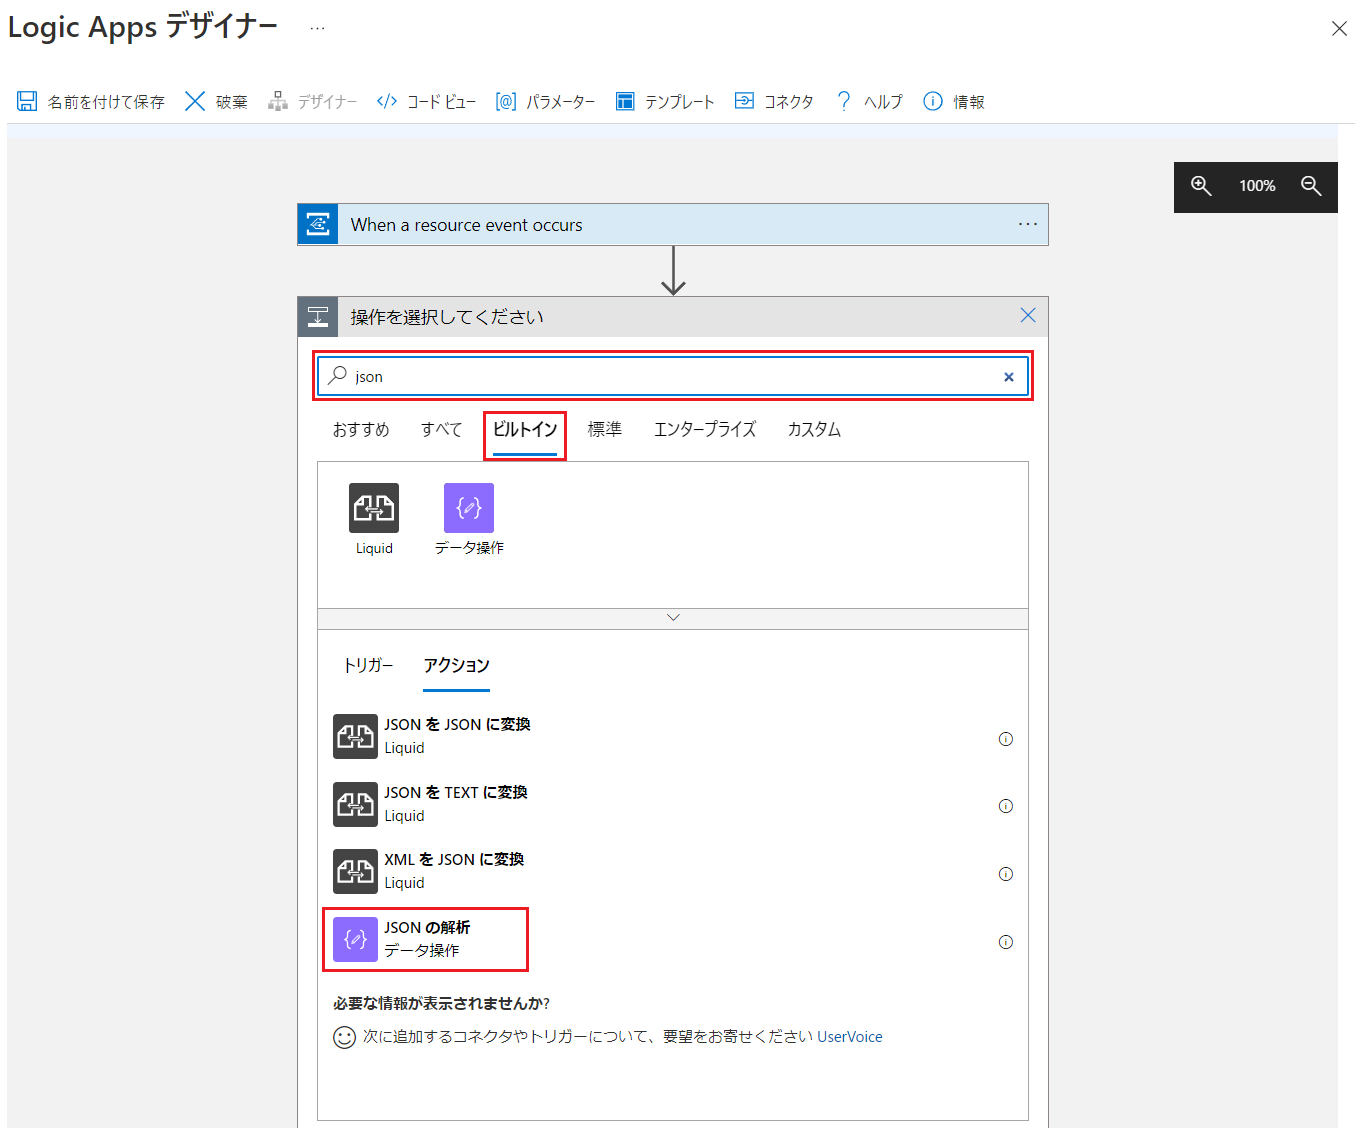 Logic Apps デザイナー ...
名前を付けて保存 破棄 デザイナー コード ビュー パラメーター テンプレート コネクタ ヘルプ 情報
100%
When a resource event occurs
操作を選択してください
json
おすすめ すべて ビルトイン 標準 エンタープライズ カスタム
Liquid データ操作
トリガー アクション
JSON を JSON に変換
Liquid
JSON を TEXT に変換
Liquid
XML を JSON に変換
Liquid
JSON の解析
データ操作
必要な情報が表示されませんか?
次に追加するコネクタやトリガーについて、要望をお寄せください UserVoice